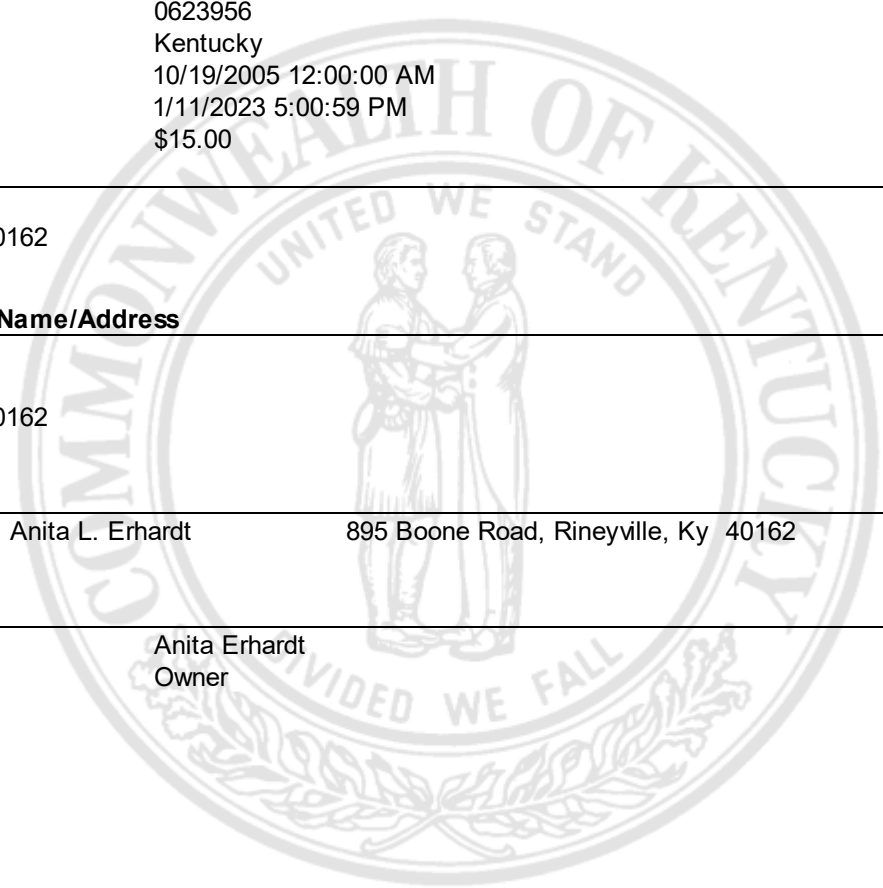 0623956
Kentucky
10/19/2005 12:00:00 AM
1/11/2023 5:00:59 PM
$15.00
0162
Name/Address
0162
Anita L. Erhardt 895 Boone Road, Rineyville, Ky 40162
Anita Erhardt
Owner
COMMONWEALTH OF KENTUCKY
UNITED WE STAND
DIVIDED WE FALL